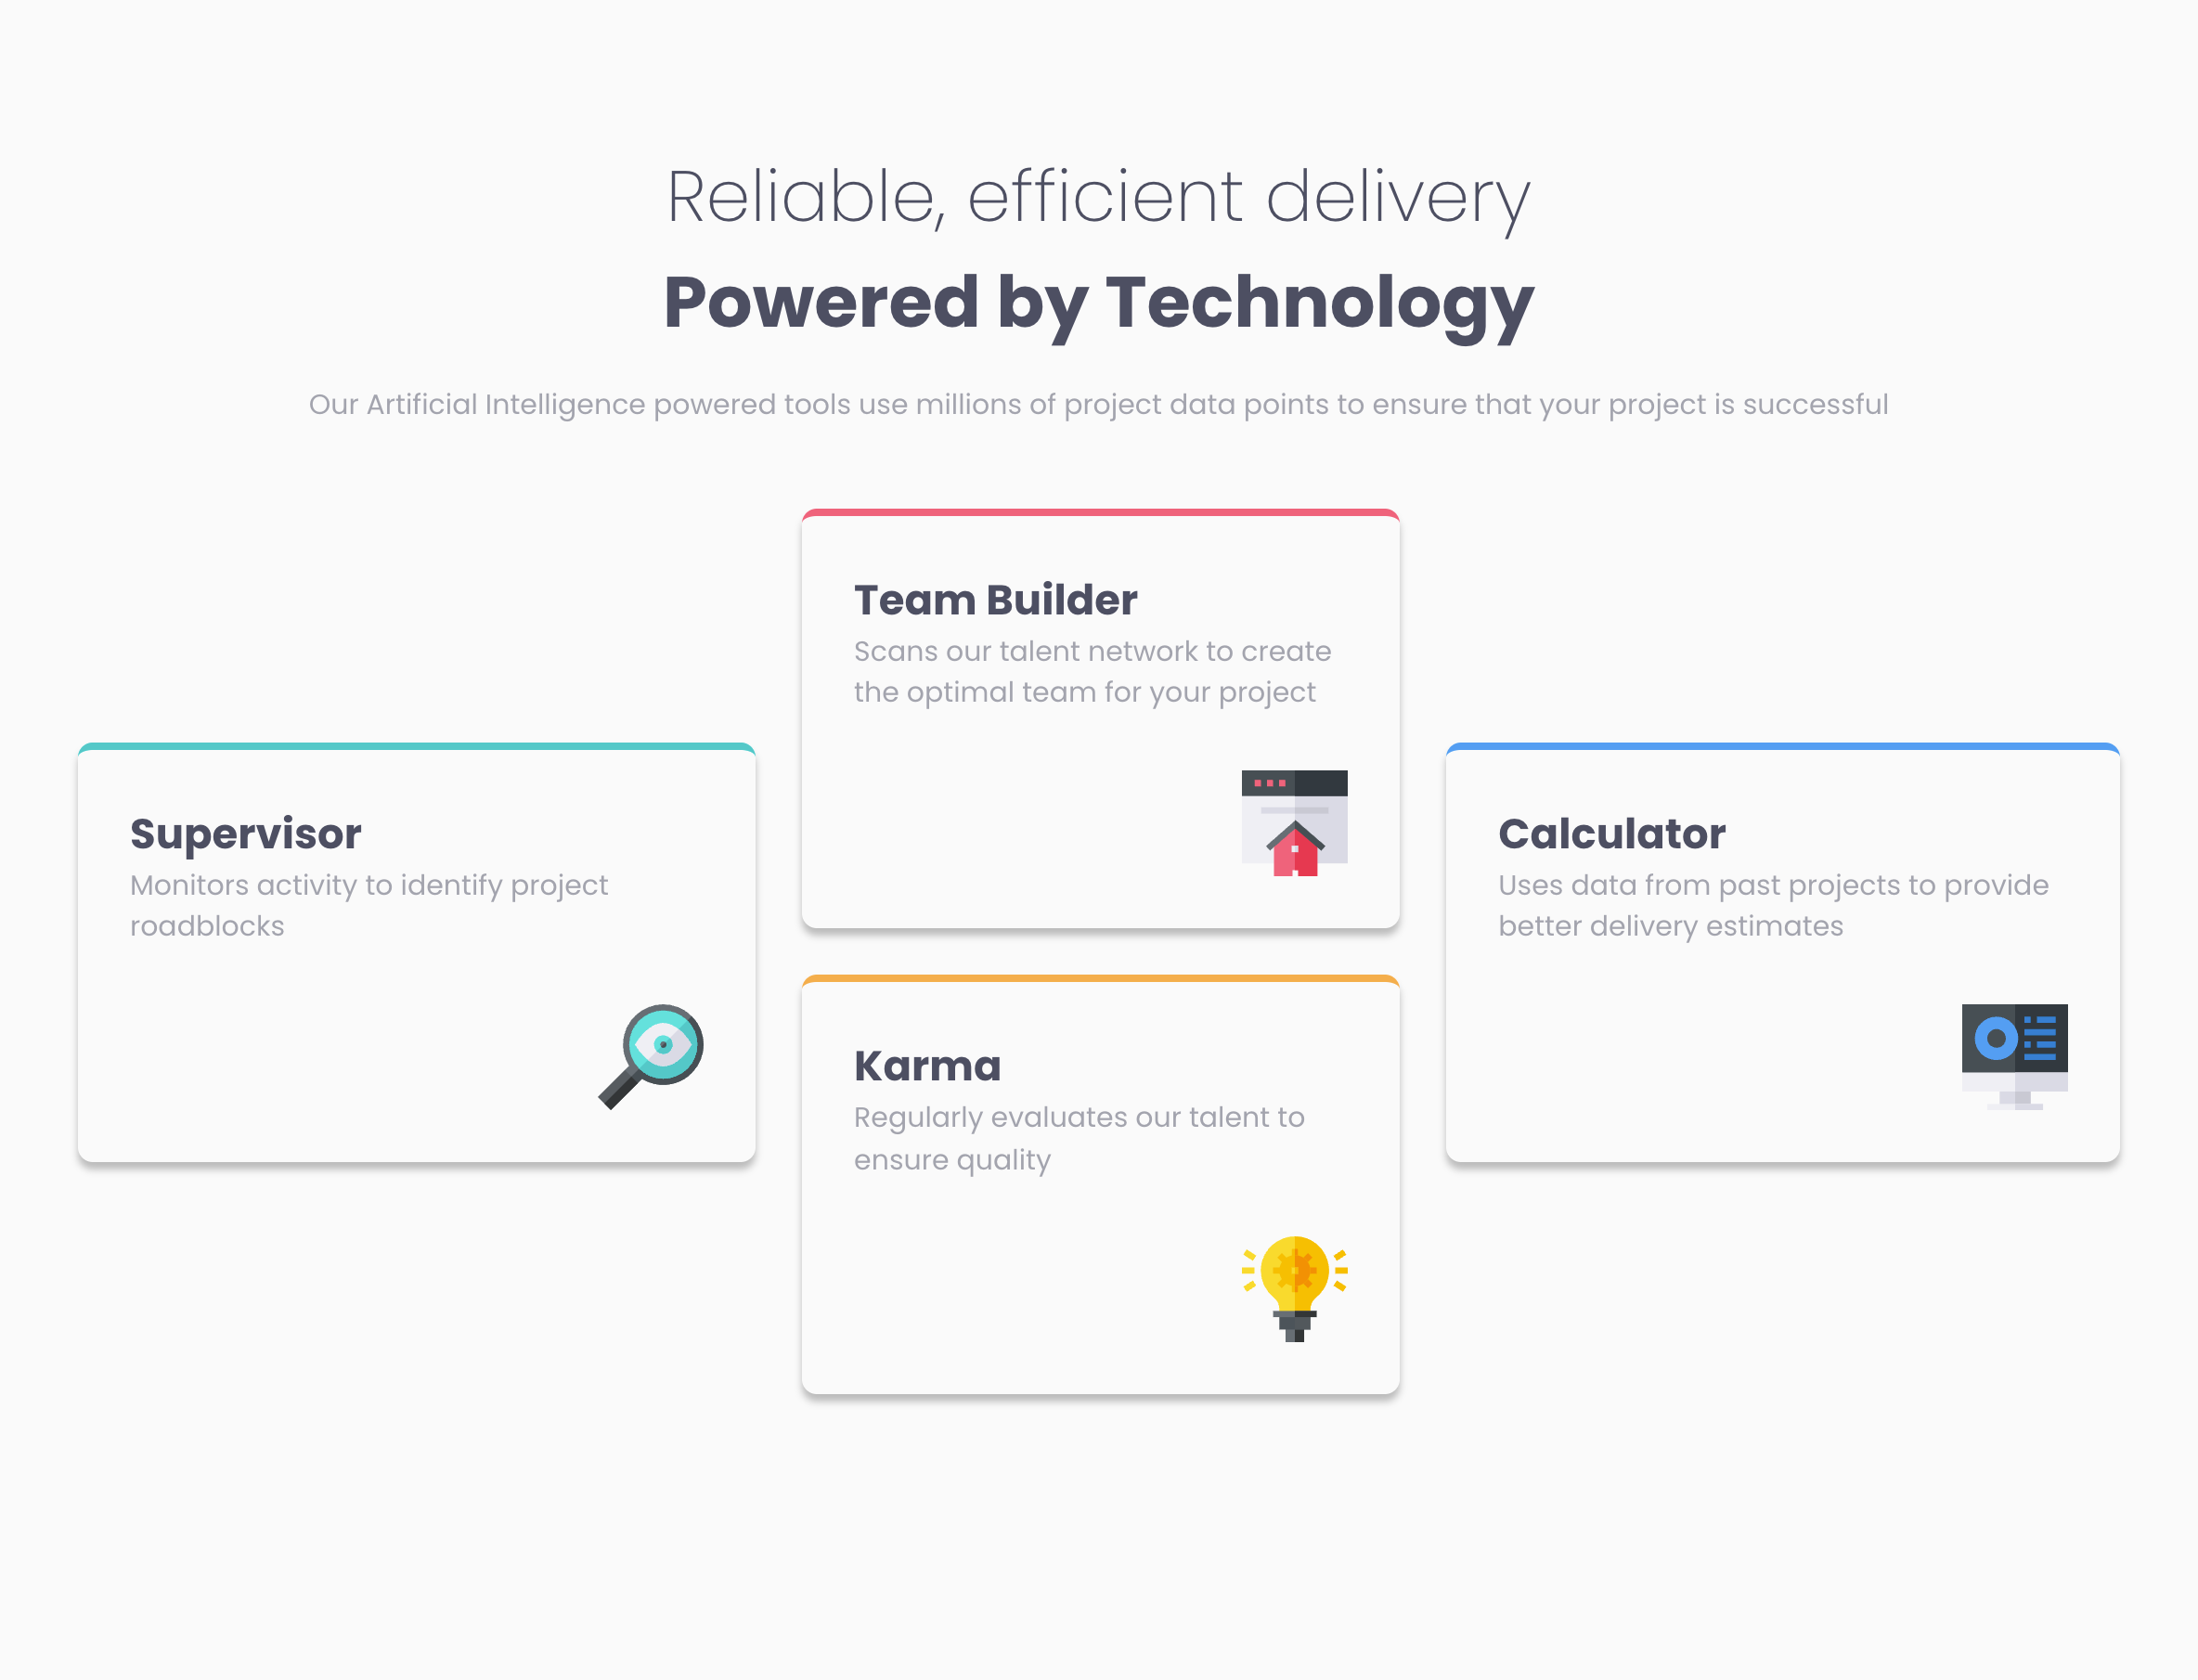 Reliable, efficient delivery
Powered by Technology
Our Artificial Intelligence powered tools use millions of project data points to ensure that your project is successful
Team Builder
Scans our talent network to create
the optimal team for your project
Supervisor
Monitors activity to identify project
roadblocks
Calculator
Uses data from past projects to provide
better delivery estimates
Karma
Regularly evaluates our talent to
ensure quality